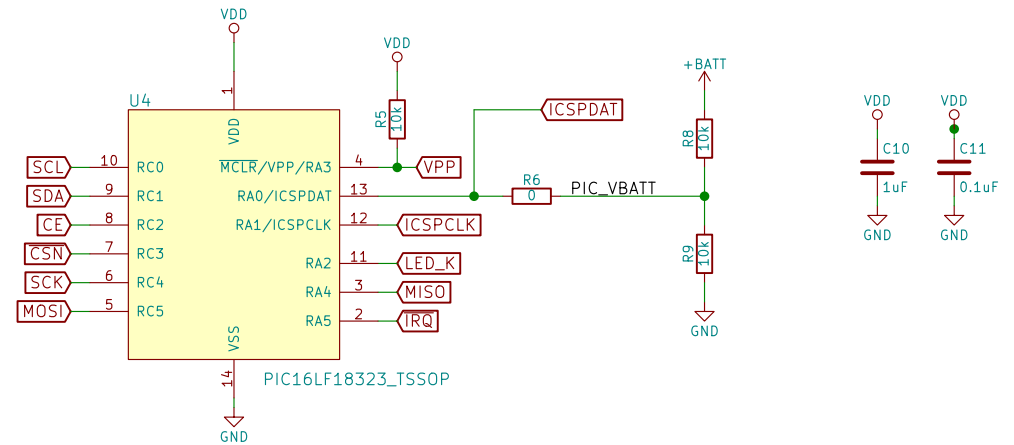 VDD
VDD
+BATT
U4
1
VDD
R5
10k
ICSPDAT
R8
10k
VDD
VDD
C10
1uF
GND
C11
0.1uF
GND
SCL
10
RC0
MCLR/VPP/RA3
4
VPP
SDA
9
RC1
RA0/ICSPDAT
13
R6
0
PIC_VBATT
CE
8
RC2
RA1/ICSPCLK
12
ICSPCLK
CSN
7
RC3
RA2
11
LED_K
R9
10k
SCK
6
RC4
RA4
3
MISO
MOSI
5
RC5
RA5
2
IRQ
GND
VSS
14
PIC16LF18323_TSSOP
GND